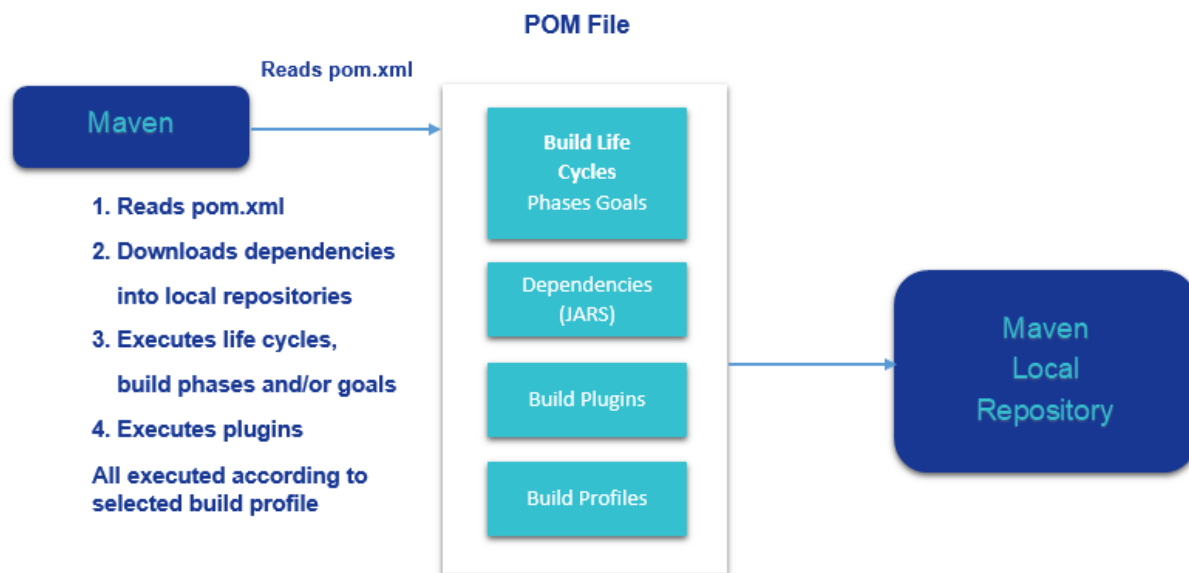 POM File
Reads pom.xml
Maven
1. Reads pom.xml
2. Downloads dependencies
into local repositories
3. Executes life cycles,
build phases and/or goals
4. Executes plugins
All executed according to
selected build profile
Build Life
Cycles
Phases Goals
Dependencies
(JARS)
Build Plugins
Build Profiles
Maven
Local
Repository